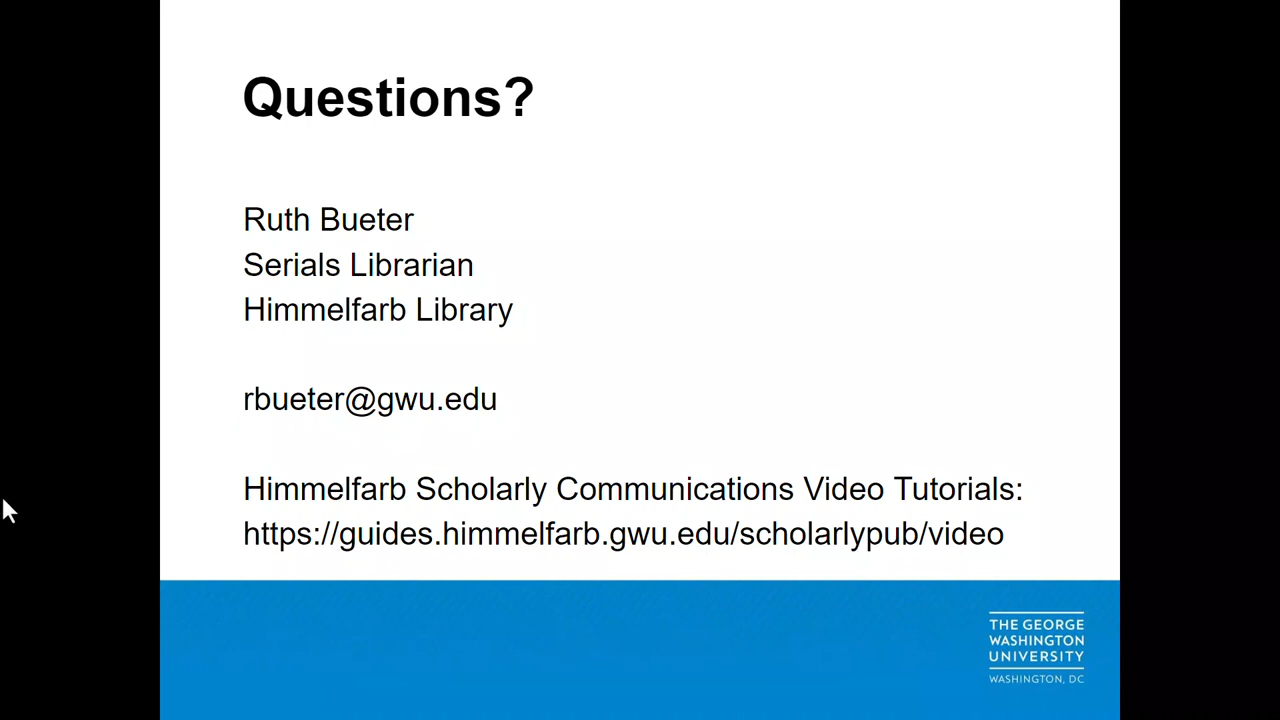 Questions?
Ruth Bueter
Serials Librarian
Himmelfarb Library
rbueter@gwu.edu
Himmelfarb Scholarly Communications Video Tutorials:
https://guides.himmelfarb.gwu.edu/scholarlypub/video
THE GEORGE
WASHINGTON
UNIVERSITY
WASHINGTON, DC